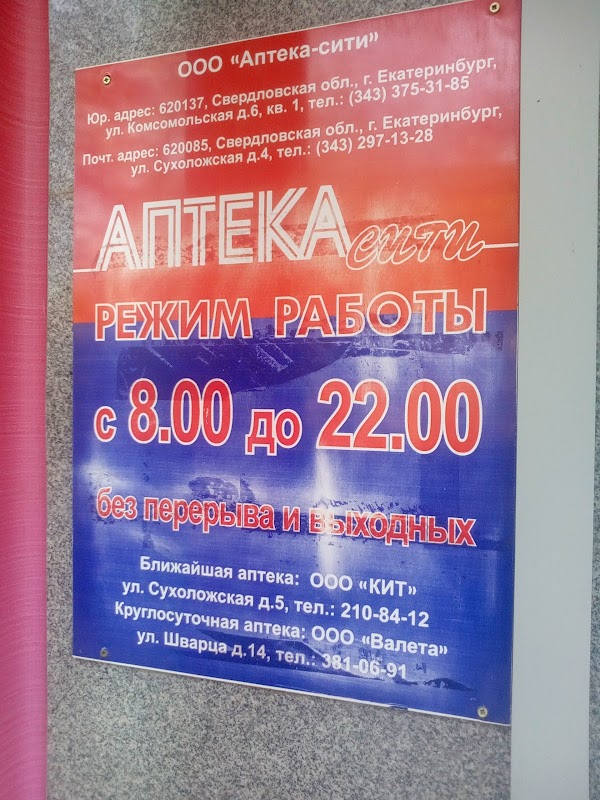 ООО «Аптека-сити»
Юр. адрес: 620137, Свердловская обл., г. Екатеринбург,
ул. Комсомольская д.6, кв. 1, тел.: (343) 375-31-85
Почт. адрес: 620085, Свердловская обл., г. Екатеринбург,
ул. Сухоложская д.4, тел.: (343) 297-13-28
АПТЕКА сити
РЕЖИМ РАБОТЫ
с 8.00 до 22.00
без перерыва и выходных
Ближайшая аптека: ООО «КИТ»
ул. Сухоложская д.5, тел.: 210-84-12
Круглосуточная аптека: ООО «Валета»
ул. Шварца д.14, тел.: 381-06-91